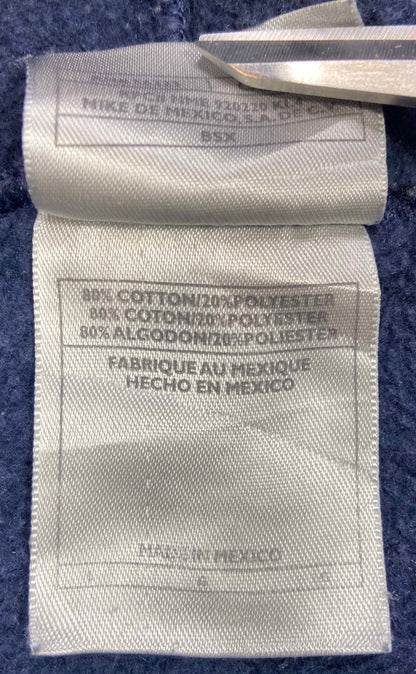 NIKE DE MEXICO, S.A. DE C.V.
BSX
80% COTTON/20% POLYESTER
80% COTON/20% POLYESTER
80% ALGODON/20% POLIESTER
FABRIQUE AU MEXIQUE
HECHO EN MEXICO
MADE IN MEXICO
6